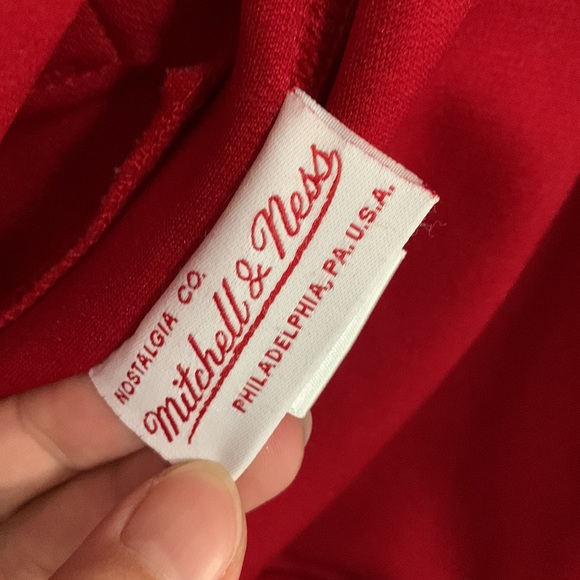 NOSTALGIA CO.
Mitchell & Ness
PHILADELPHIA, PA. U.S.A.